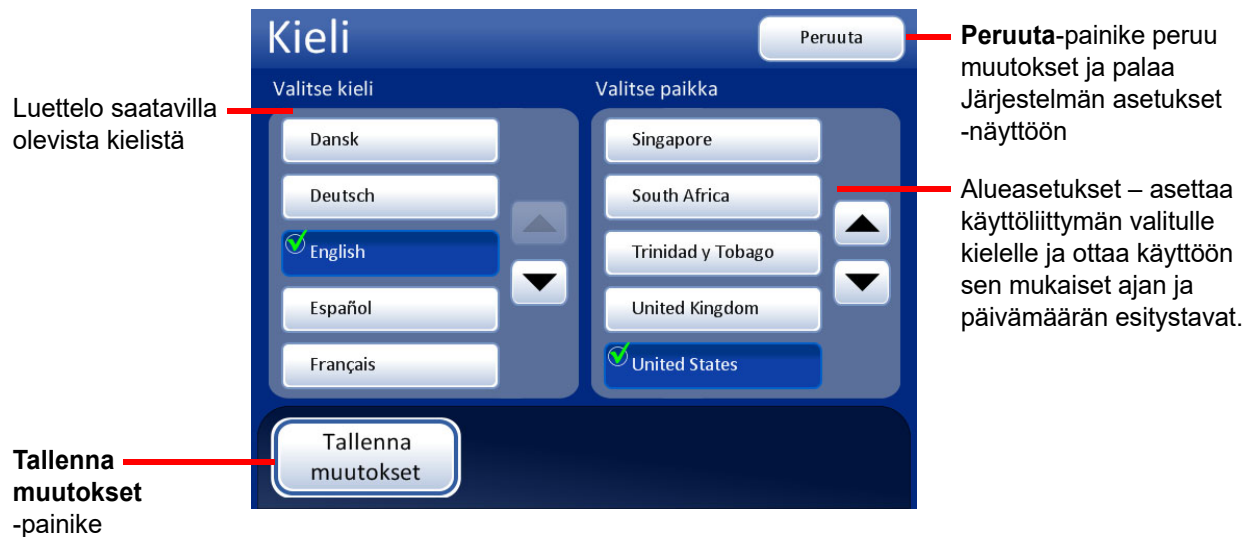 Kieli
Peruuta
Valitse kieli
Valitse paikka
Dansk
Deutsch
English
Español
Français
Singapore
South Africa
Trinidad y Tobago
United Kingdom
United States
Tallenna
muutokset
Luettelo saatavilla
olevista kielistä
Tallenna
muutokset
-painike
Peruuta-painike peruu
muutokset ja palaa
Järjestelmän asetukset
-näyttöön
Alueasetukset – asettaa
käyttöliittymän valitulle
kielelle ja ottaa käyttöön
sen mukaiset ajan ja
päivämäärän esitystavat.